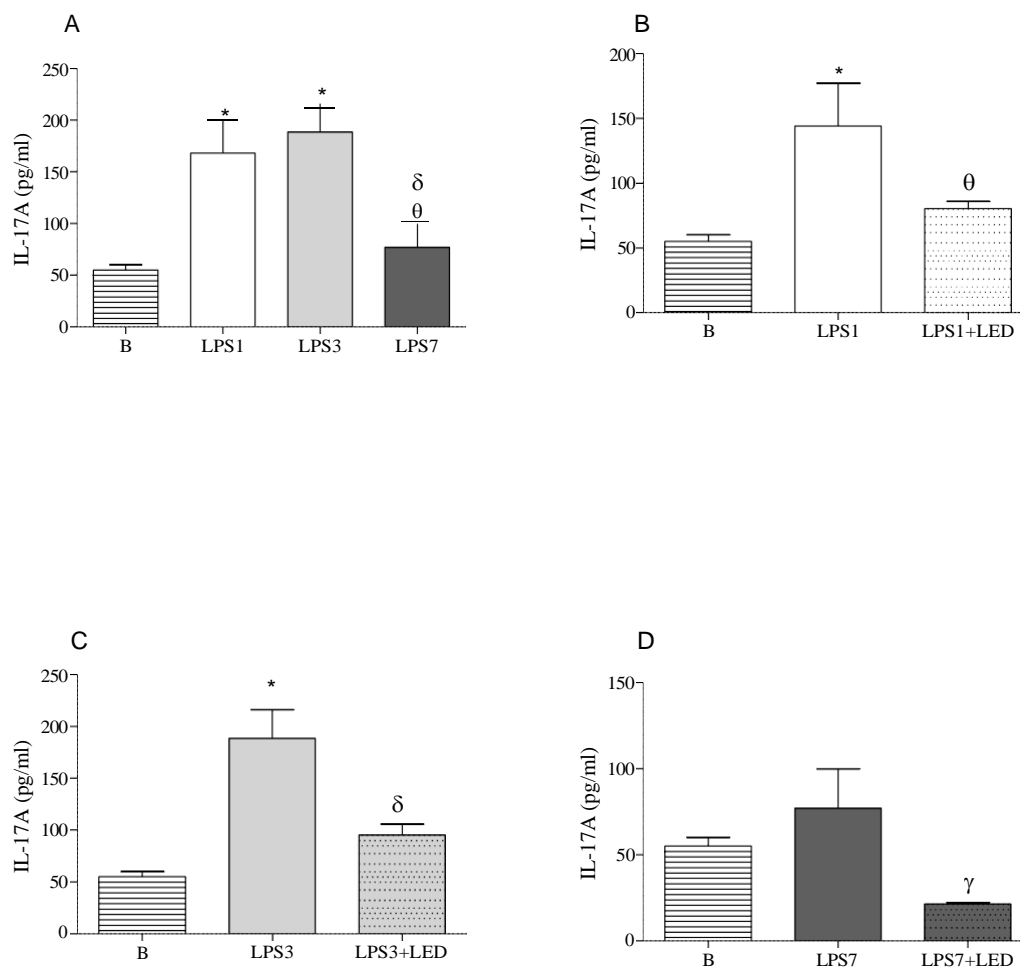 A
IL-17A (pg/ml)
250
200
150
100
50
0
*
*
δ
θ
B LPS1 LPS3 LPS7
B
IL-17A (pg/ml)
200
150
100
50
0
*
θ
B LPS1 LPS1+LED
C
IL-17A (pg/ml)
250
200
150
100
50
0
*
δ
B LPS3 LPS3+LED
D
IL-17A (pg/ml)
150
100
50
0
γ
B LPS7 LPS7+LED